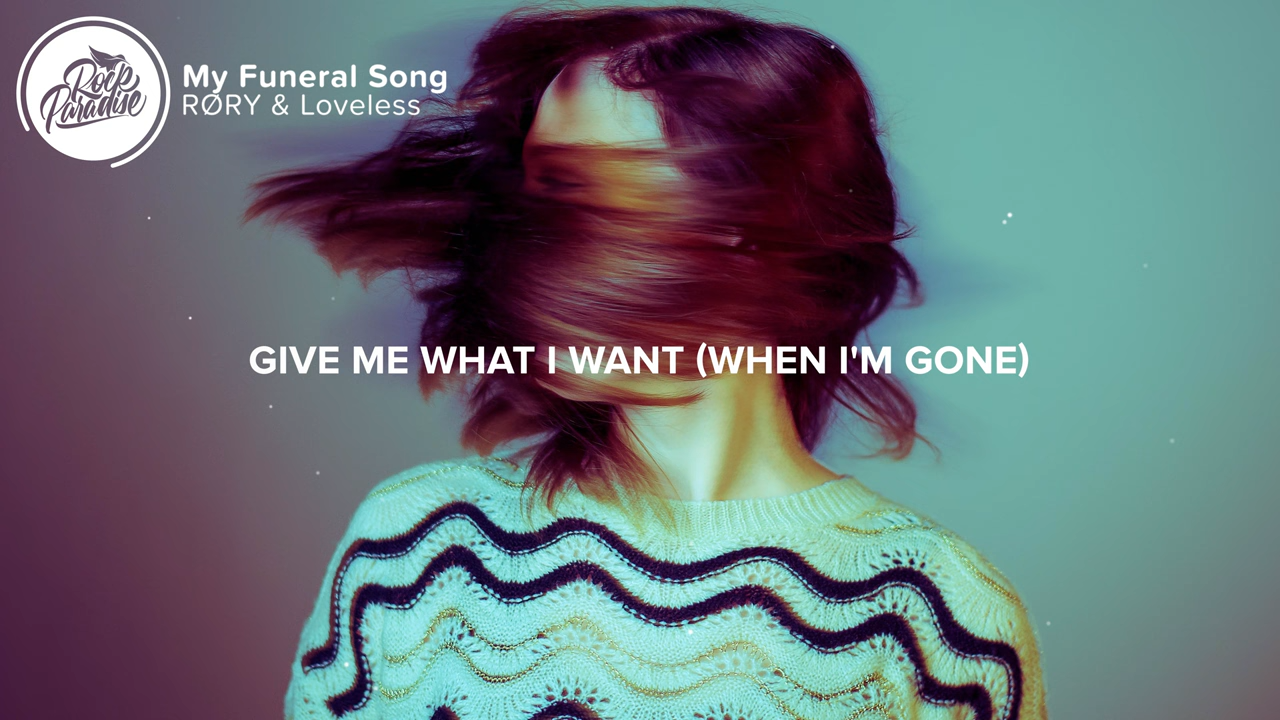 Rock
Paradise
My Funeral Song
RØRY & Loveless
GIVE ME WHAT I WANT (WHEN I'M GONE)